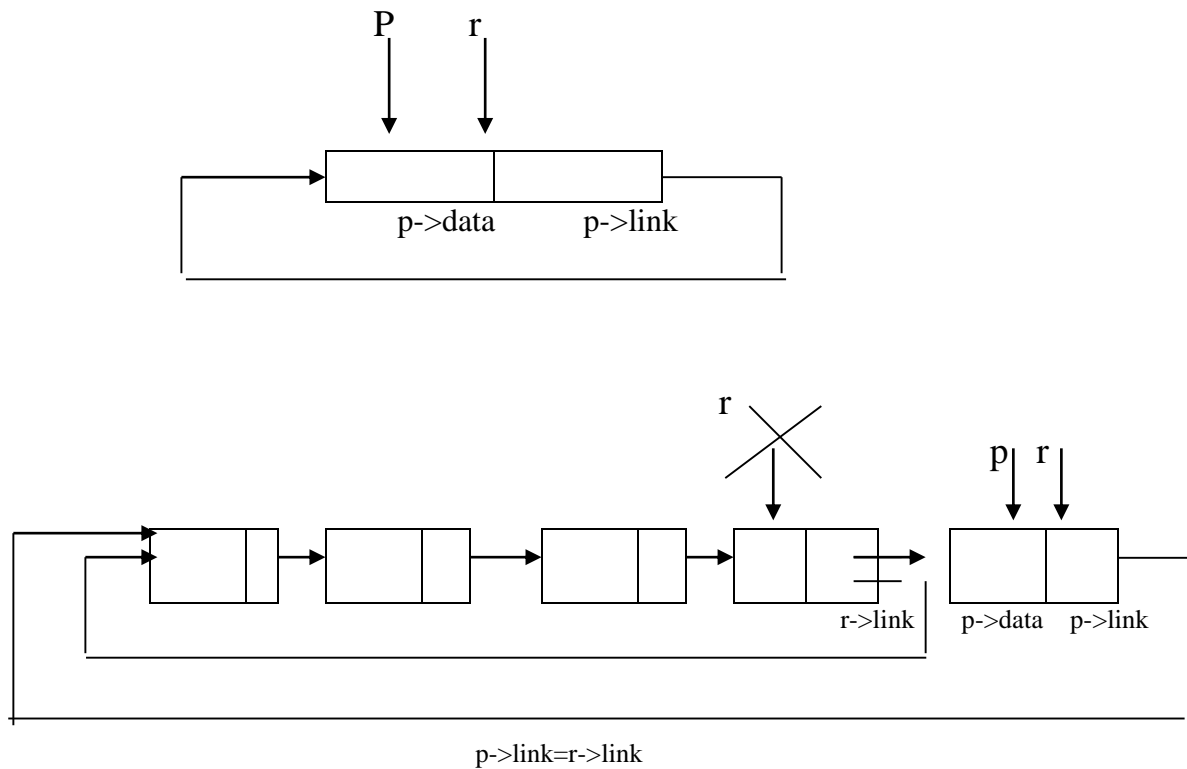 P r
p->data p->link
r
p r
r->link p->data p->link
p->link=r->link